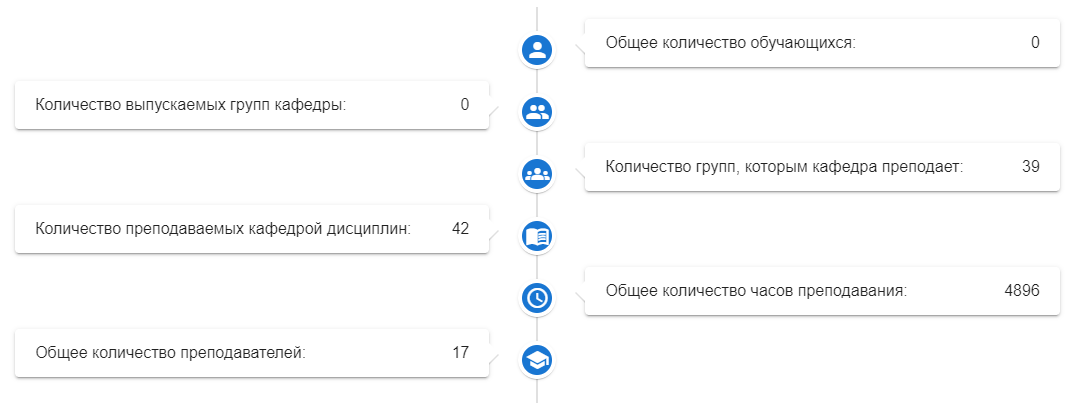 Общее количество обучающихся: 0
Количество выпускаемых групп кафедры: 0
Количество групп, которым кафедра преподает: 39
Количество преподаваемых кафедрой дисциплин: 42
Общее количество часов преподавания: 4896
Общее количество преподавателей: 17